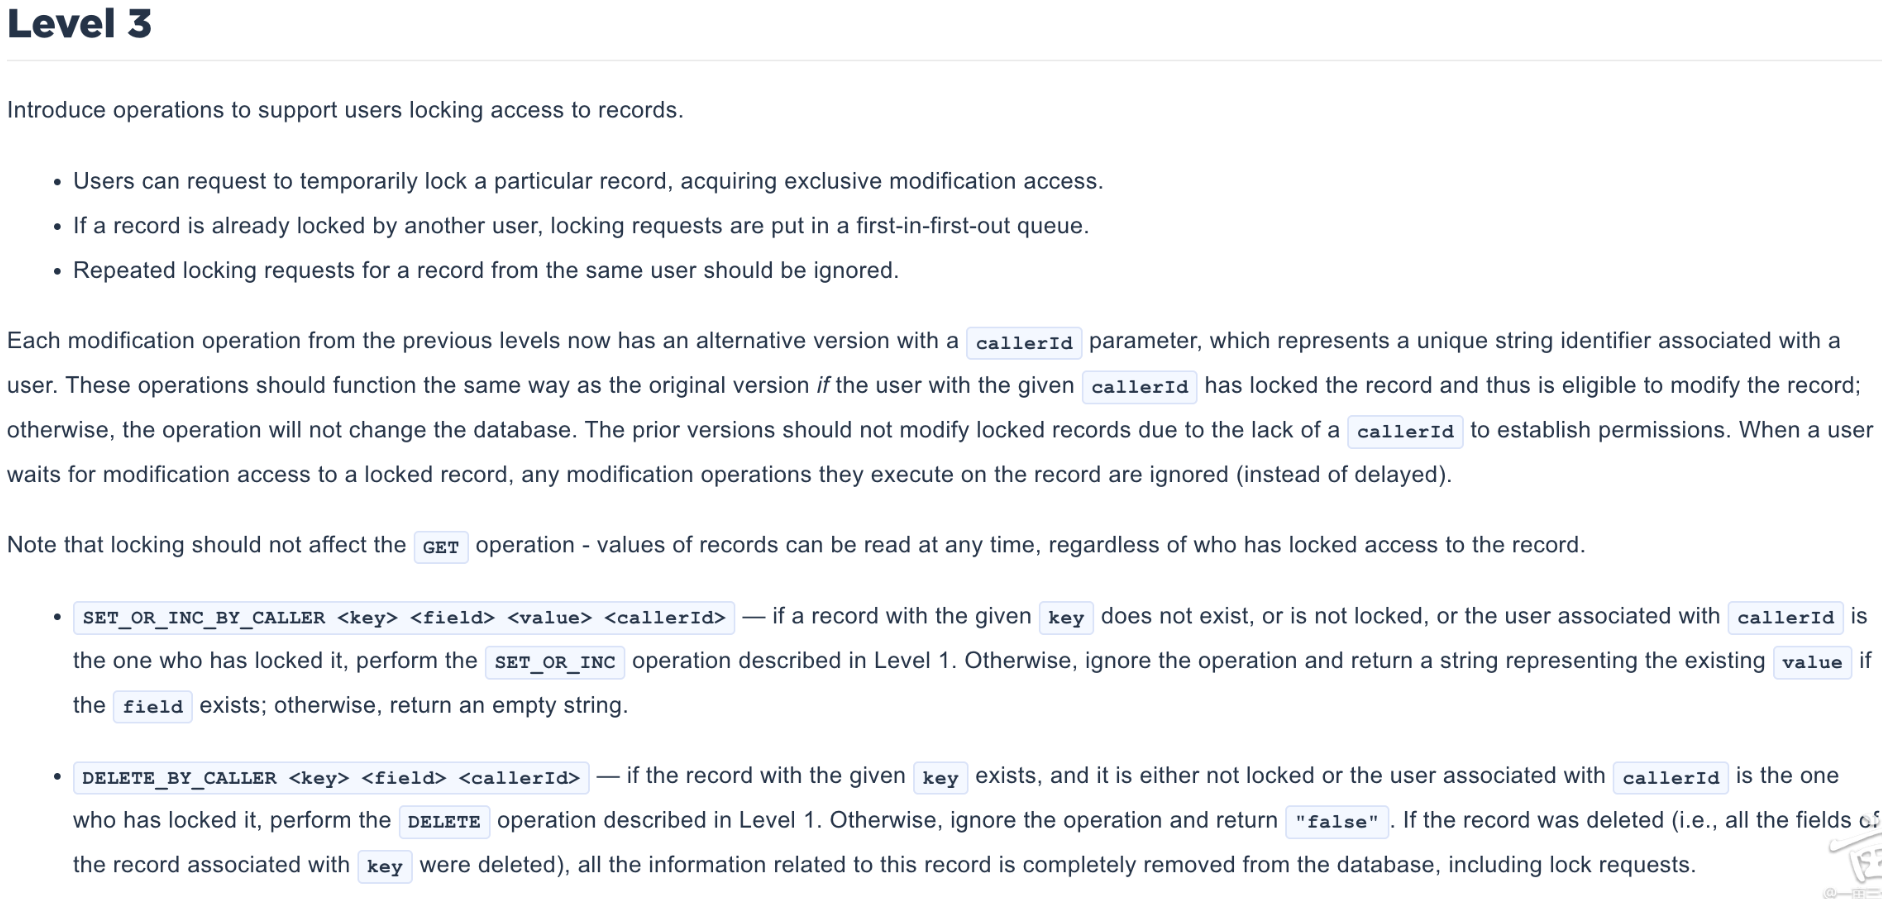 Level 3
Introduce operations to support users locking access to records.
• Users can request to temporarily lock a particular record, acquiring exclusive modification access.
• If a record is already locked by another user, locking requests are put in a first-in-first-out queue.
• Repeated locking requests for a record from the same user should be ignored.
Each modification operation from the previous levels now has an alternative version with a callerId parameter, which represents a unique string identifier associated with a
user. These operations should function the same way as the original version if the user with the given callerId has locked the record and thus is eligible to modify the record;
otherwise, the operation will not change the database. The prior versions should not modify locked records due to the lack of a callerId to establish permissions. When a user
waits for modification access to a locked record, any modification operations they execute on the record are ignored (instead of delayed).
Note that locking should not affect the GET operation - values of records can be read at any time, regardless of who has locked access to the record.
• SET_OR_INC_BY_CALLER <key> <field> <value> <callerId> — if a record with the given key does not exist, or is not locked, or the user associated with callerId is
the one who has locked it, perform the SET_OR_INC operation described in Level 1. Otherwise, ignore the operation and return a string representing the existing value if
the field exists; otherwise, return an empty string.
• DELETE_BY_CALLER <key> <field> <callerId> — if the record with the given key exists, and it is either not locked or the user associated with callerId is the one
who has locked it, perform the DELETE operation described in Level 1. Otherwise, ignore the operation and return "false". If the record was deleted (i.e., all the fields of
the record associated with key were deleted), all the information related to this record is completely removed from the database, including lock requests.